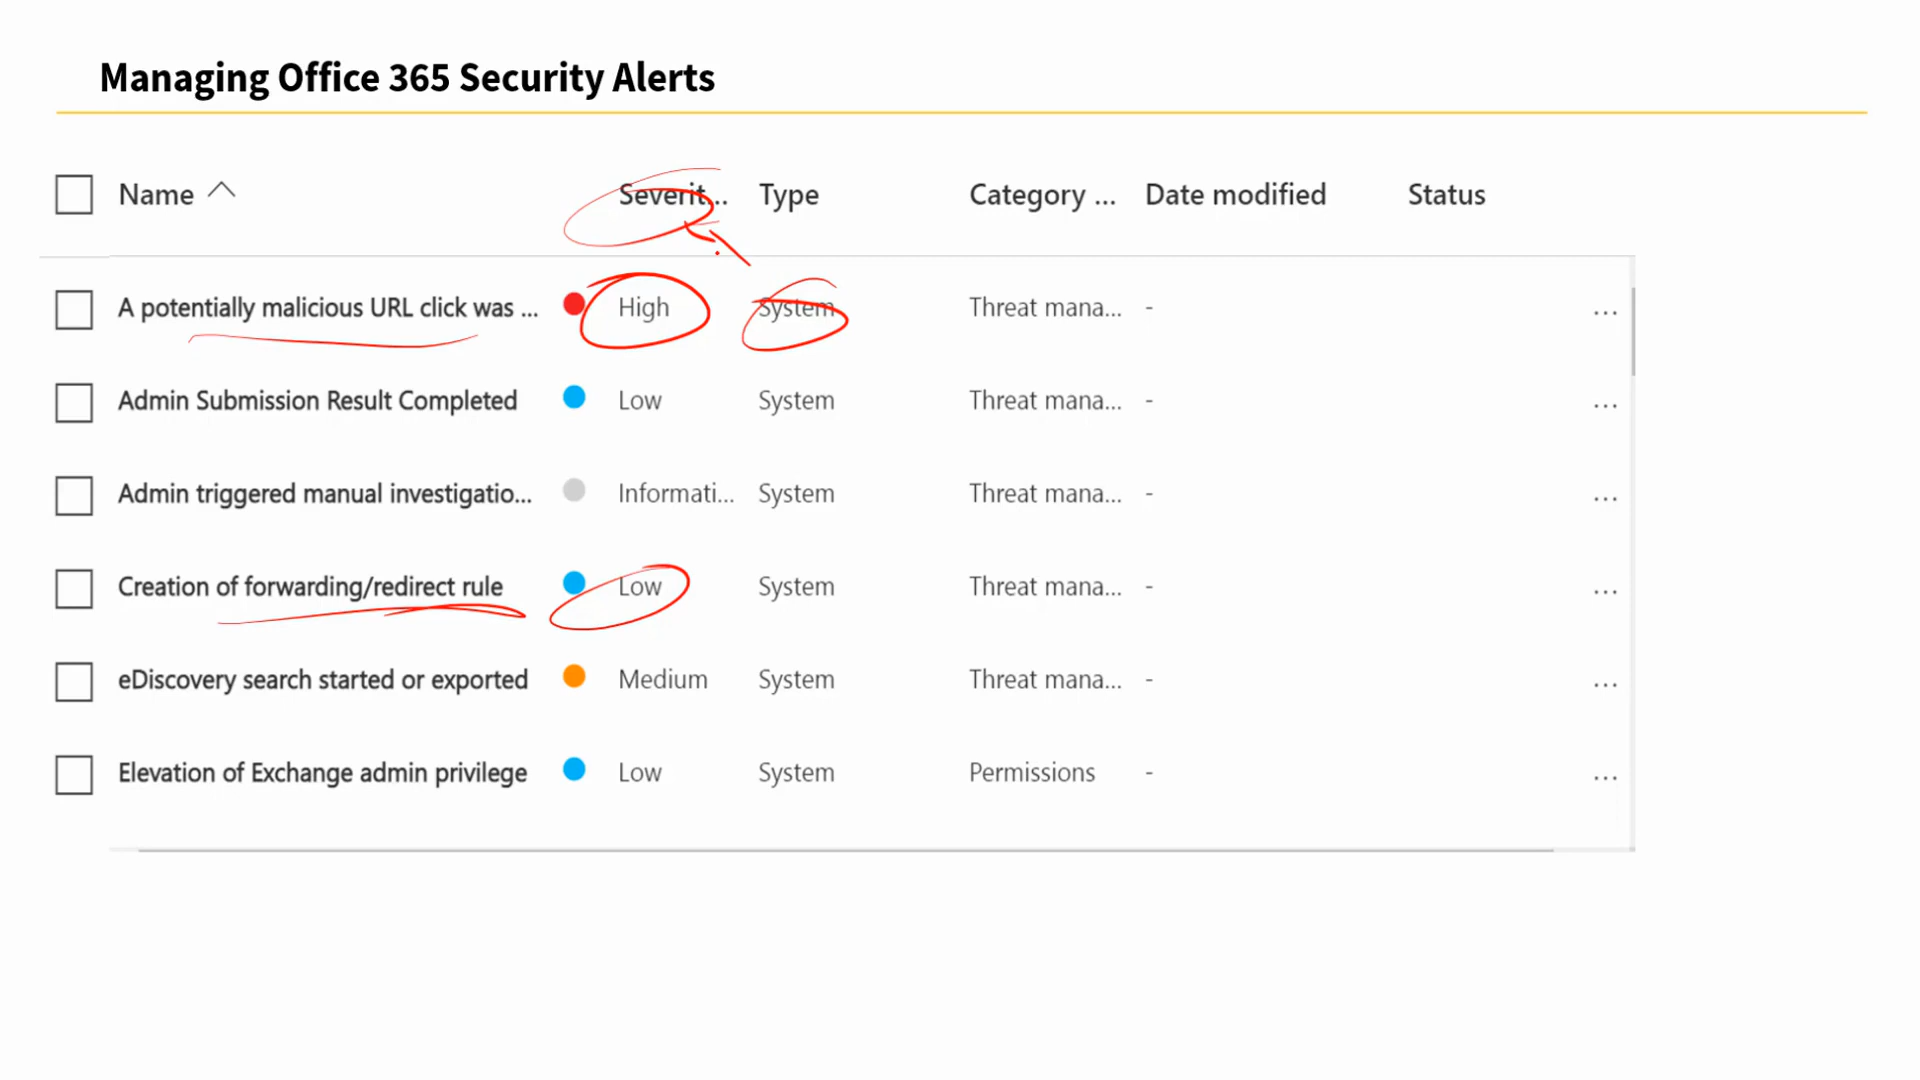 Managing Office 365 Security Alerts
Name Severit... Type Category ... Date modified Status
A potentially malicious URL click was ... High System Threat mana... - ...
Admin Submission Result Completed Low System Threat mana... - ...
Admin triggered manual investigatio... Informati... System Threat mana... - ...
Creation of forwarding/redirect rule Low System Threat mana... - ...
eDiscovery search started or exported Medium System Threat mana... - ...
Elevation of Exchange admin privilege Low System Permissions - ...